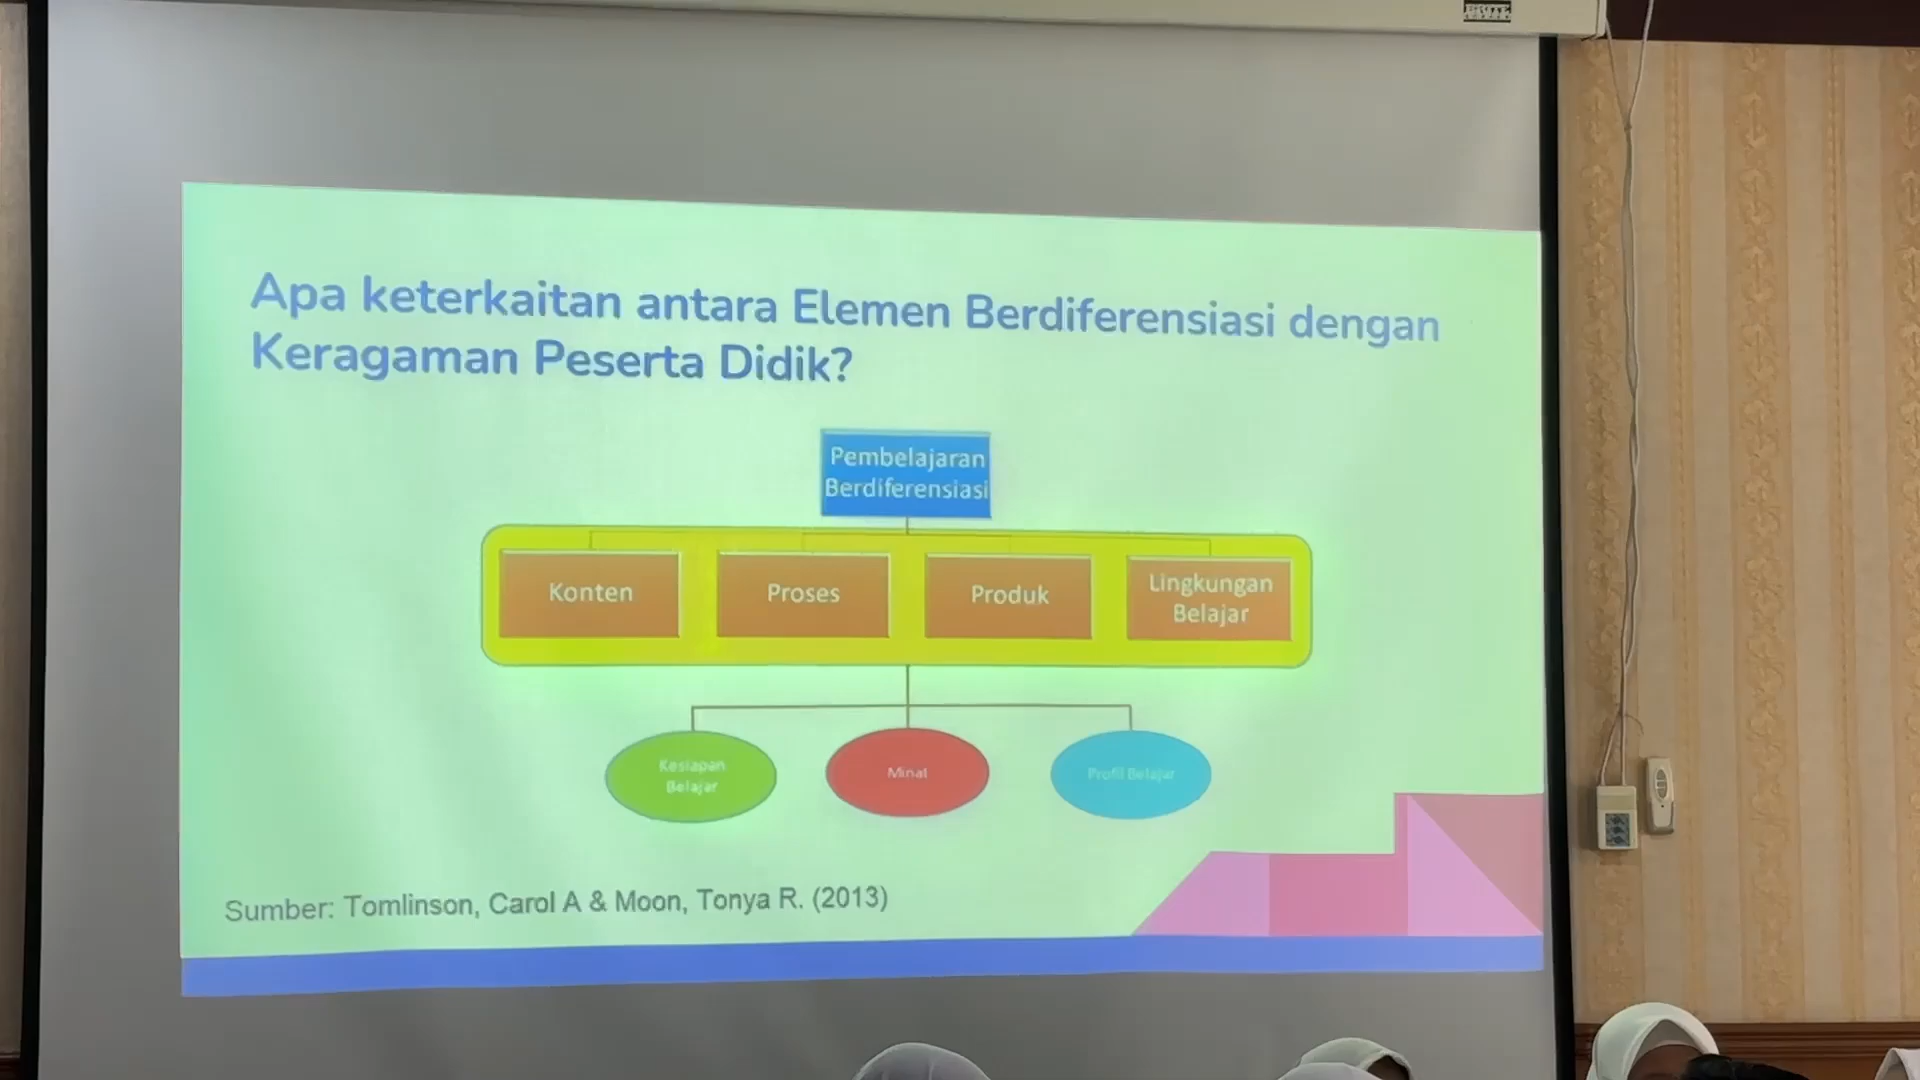 Apa keterkaitan antara Elemen Berdiferensiasi dengan
Keragaman Peserta Didik?
Pembelajaran
Berdiferensiasi
Konten
Proses
Produk
Lingkungan
Belajar
Kesiapan
Belajar
Minat
Profil Belajar
Sumber: Tomlinson, Carol A & Moon, Tonya R. (2013)